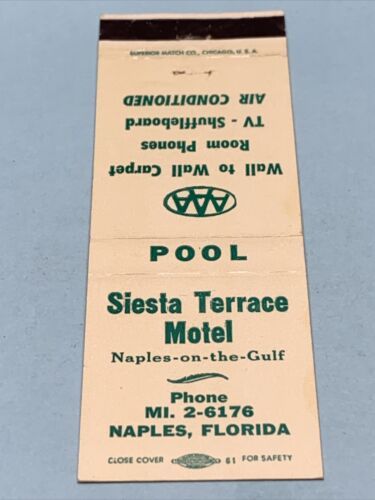 SUPERIOR MATCH CO., CHICAGO, U.S.A.
Wall to Wall Carpet
Room Phones
TV - Shuffleboard
AIR CONDITIONED
AAA
POOL
Siesta Terrace
Motel
Naples-on-the-Gulf
Phone
MI. 2-6176
NAPLES, FLORIDA
CLOSE COVER 61 FOR SAFETY